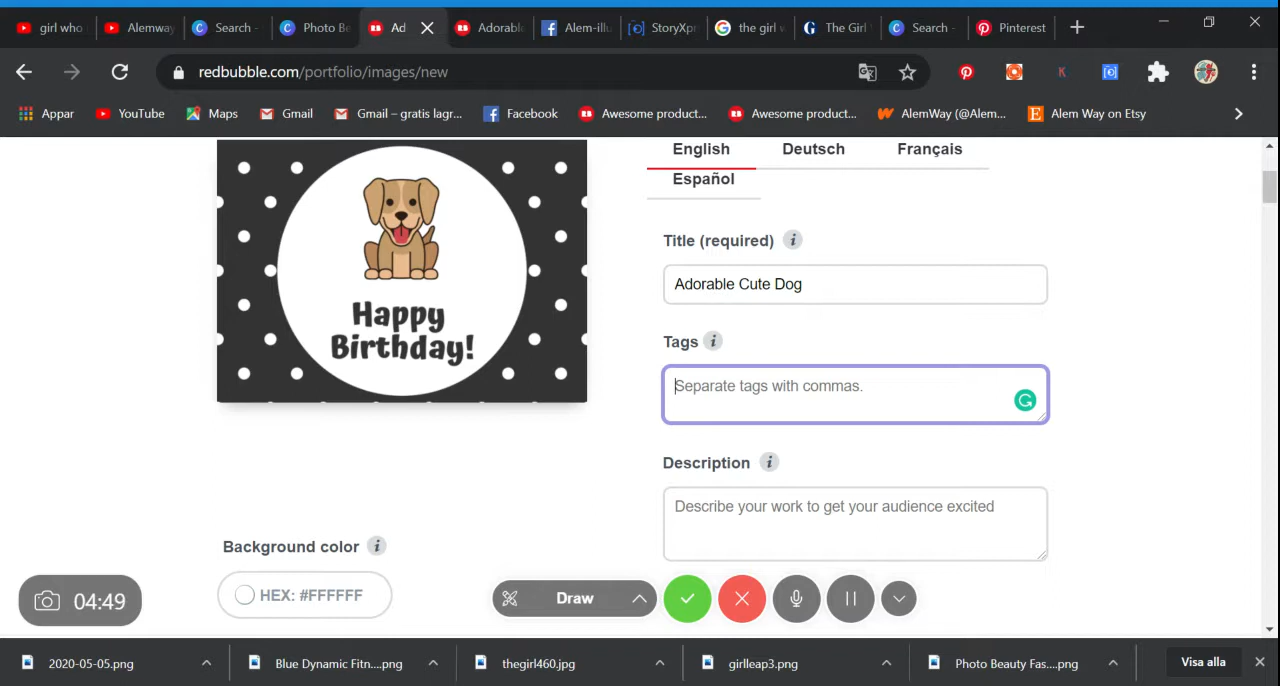 girl who
Alemway
Search -
Photo Be
Ad
Adorable
Alem-illu
StoryXpr
the girl w
The Girl
Search -
Pinterest
redbubble.com/portfolio/images/new
Appar
YouTube
Maps
Gmail
Gmail – gratis lagr...
Facebook
Awesome product...
Awesome product...
AlemWay (@Alem...
Alem Way on Etsy
English
Deutsch
Français
Español
Happy
Birthday!
Title (required)
Adorable Cute Dog
Tags
Separate tags with commas.
Description
Describe your work to get your audience excited
Background color
HEX: #FFFFFF
04:49
Draw
2020-05-05.png
Blue Dynamic Fitn....png
thegirl460.jpg
girlleap3.png
Photo Beauty Fas....png
Visa alla